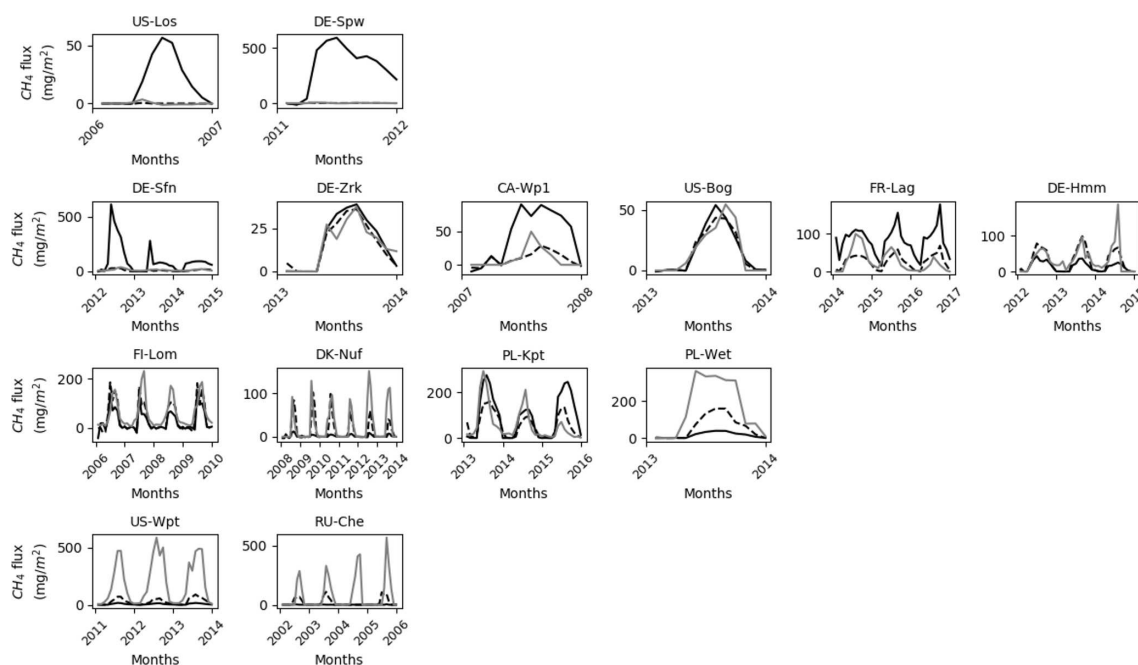 US-Los DE-Spw
CH4 flux
(mg/m²)
50
0
500
0
2006 2007 2011 2012
Months Months
DE-Sfn DE-Zrk CA-Wp1 US-Bog FR-Lag DE-Hmm
CH4 flux
(mg/m²)
500
0
25
0
50
0
50
0
100
0
100
0
2012 2013 2014 2015 2013 2014 2007 2008 2013 2014 2014 2015 2016 2017 2012 2013 2014
Months Months Months Months Months Months
FI-Lom DK-Nuf PL-Kpt PL-Wet
CH4 flux
(mg/m²)
200
0
100
0
200
0
200
0
2006 2007 2008 2009 2010 2008 2009 2010 2011 2012 2013 2014 2013 2014 2015 2016 2013 2014
Months Months Months Months
US-Wpt RU-Che
CH4 flux
(mg/m²)
500
0
500
0
2011 2012 2013 2014 2002 2003 2004 2005 2006
Months Months